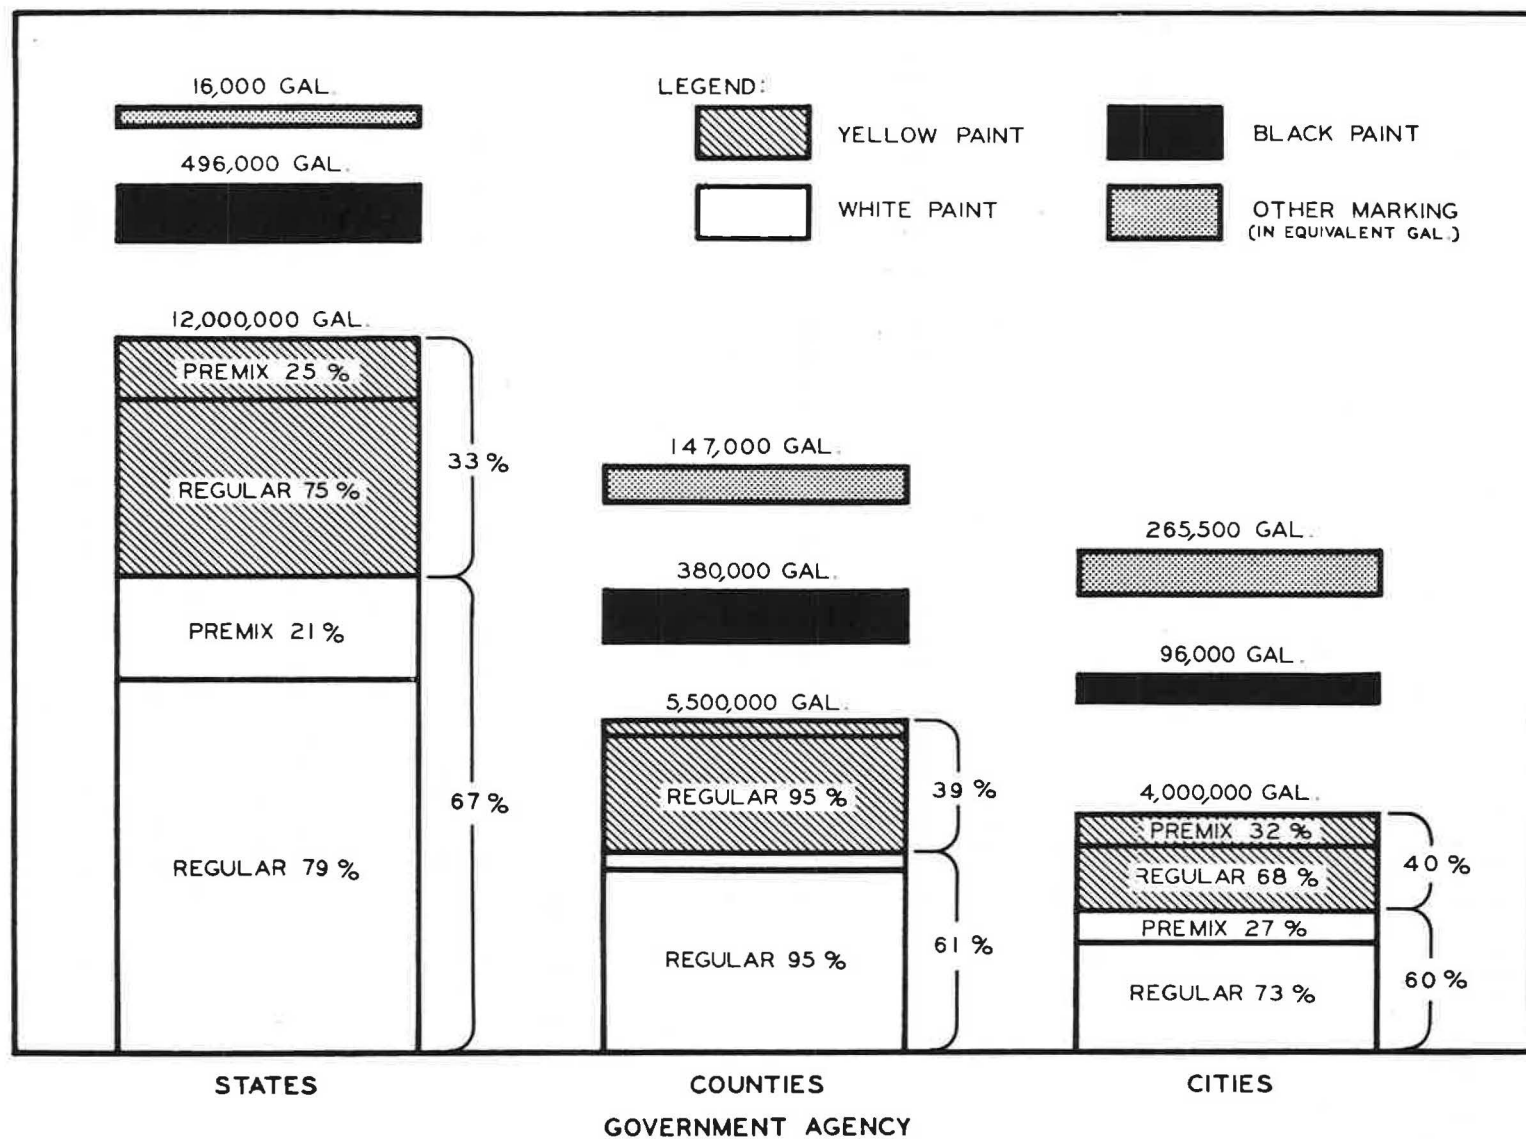 16,000 GAL.
496,000 GAL.
12,000,000 GAL.
PREMIX 25 %
REGULAR 75 %
33 %
PREMIX 21 %
67 %
REGULAR 79 %
STATES
LEGEND:
YELLOW PAINT
WHITE PAINT
BLACK PAINT
OTHER MARKING
(IN EQUIVALENT GAL.)
147,000 GAL.
380,000 GAL.
5,500,000 GAL.
REGULAR 95 %
39 %
REGULAR 95 %
61 %
COUNTIES
265,500 GAL.
96,000 GAL.
4,000,000 GAL.
PREMIX 32 %
REGULAR 68 %
40 %
PREMIX 27 %
REGULAR 73 %
60 %
CITIES
GOVERNMENT AGENCY